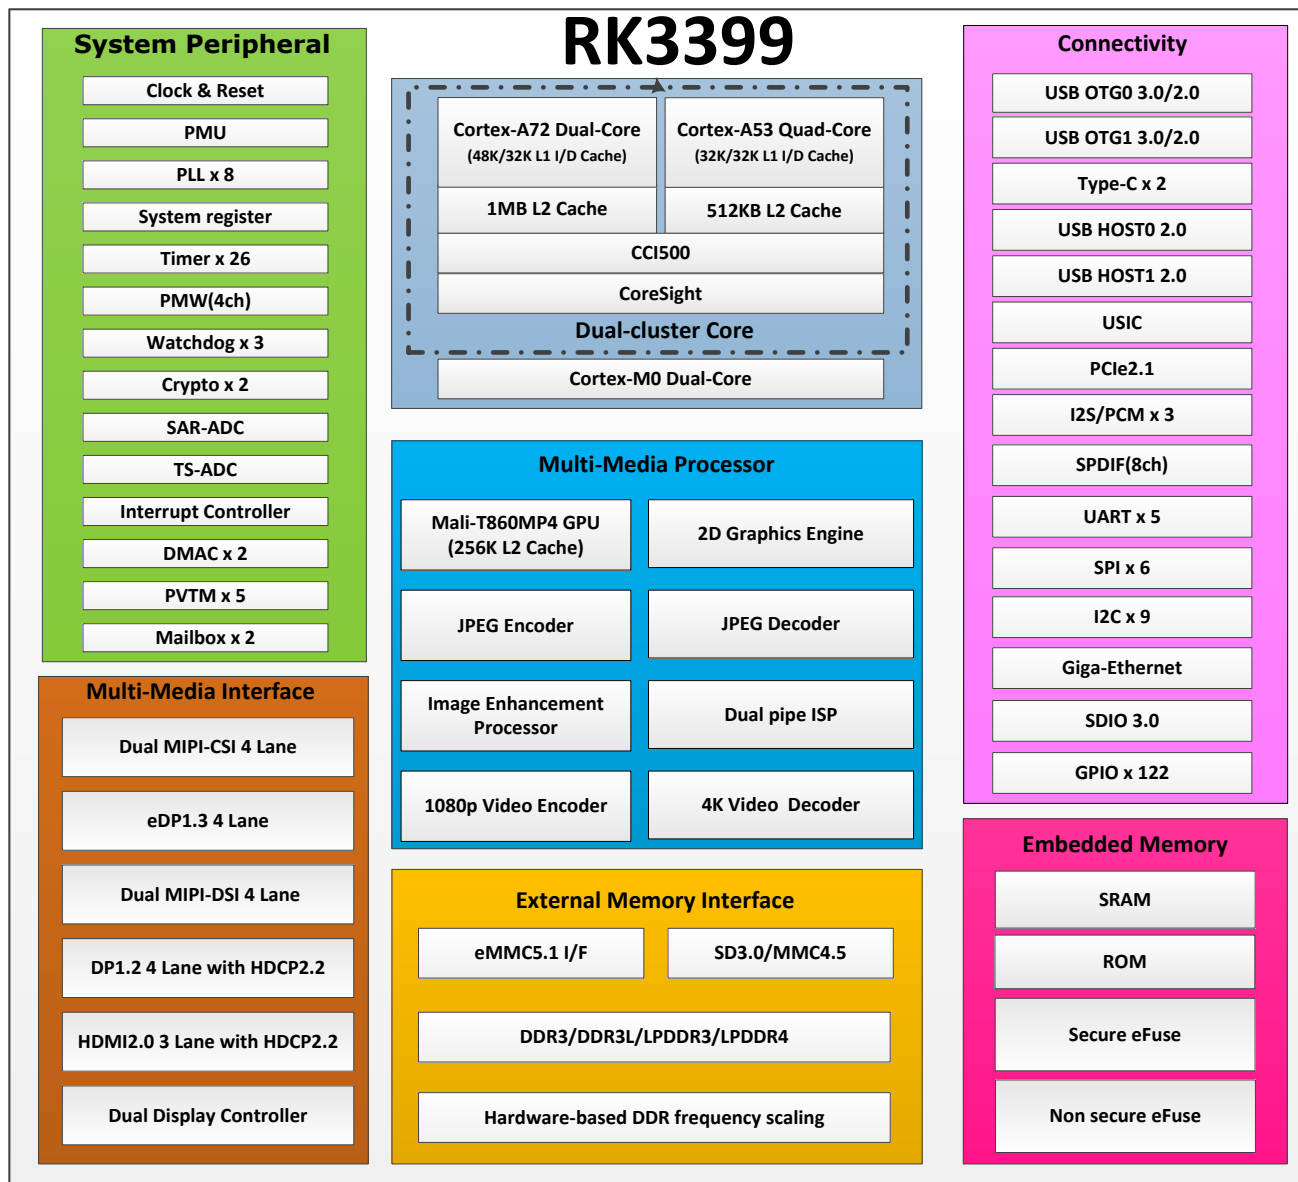 RK3399
System Peripheral
Clock & Reset
PMU
PLL x 8
System register
Timer x 26
PMW(4ch)
Watchdog x 3
Crypto x 2
SAR-ADC
TS-ADC
Interrupt Controller
DMAC x 2
PVTM x 5
Mailbox x 2
Multi-Media Interface
Dual MIPI-CSI 4 Lane
eDP1.3 4 Lane
Dual MIPI-DSI 4 Lane
DP1.2 4 Lane with HDCP2.2
HDMI2.0 3 Lane with HDCP2.2
Dual Display Controller
Cortex-A72 Dual-Core
(48K/32K L1 I/D Cache)
Cortex-A53 Quad-Core
(32K/32K L1 I/D Cache)
1MB L2 Cache
512KB L2 Cache
CCI500
CoreSight
Dual-cluster Core
Cortex-M0 Dual-Core
Multi-Media Processor
Mali-T860MP4 GPU
(256K L2 Cache)
2D Graphics Engine
JPEG Encoder
JPEG Decoder
Image Enhancement
Processor
Dual pipe ISP
1080p Video Encoder
4K Video Decoder
External Memory Interface
eMMC5.1 I/F
SD3.0/MMC4.5
DDR3/DDR3L/LPDDR3/LPDDR4
Hardware-based DDR frequency scaling
Connectivity
USB OTG0 3.0/2.0
USB OTG1 3.0/2.0
Type-C x 2
USB HOST0 2.0
USB HOST1 2.0
USIC
PCIe2.1
I2S/PCM x 3
SPDIF(8ch)
UART x 5
SPI x 6
I2C x 9
Giga-Ethernet
SDIO 3.0
GPIO x 122
Embedded Memory
SRAM
ROM
Secure eFuse
Non secure eFuse